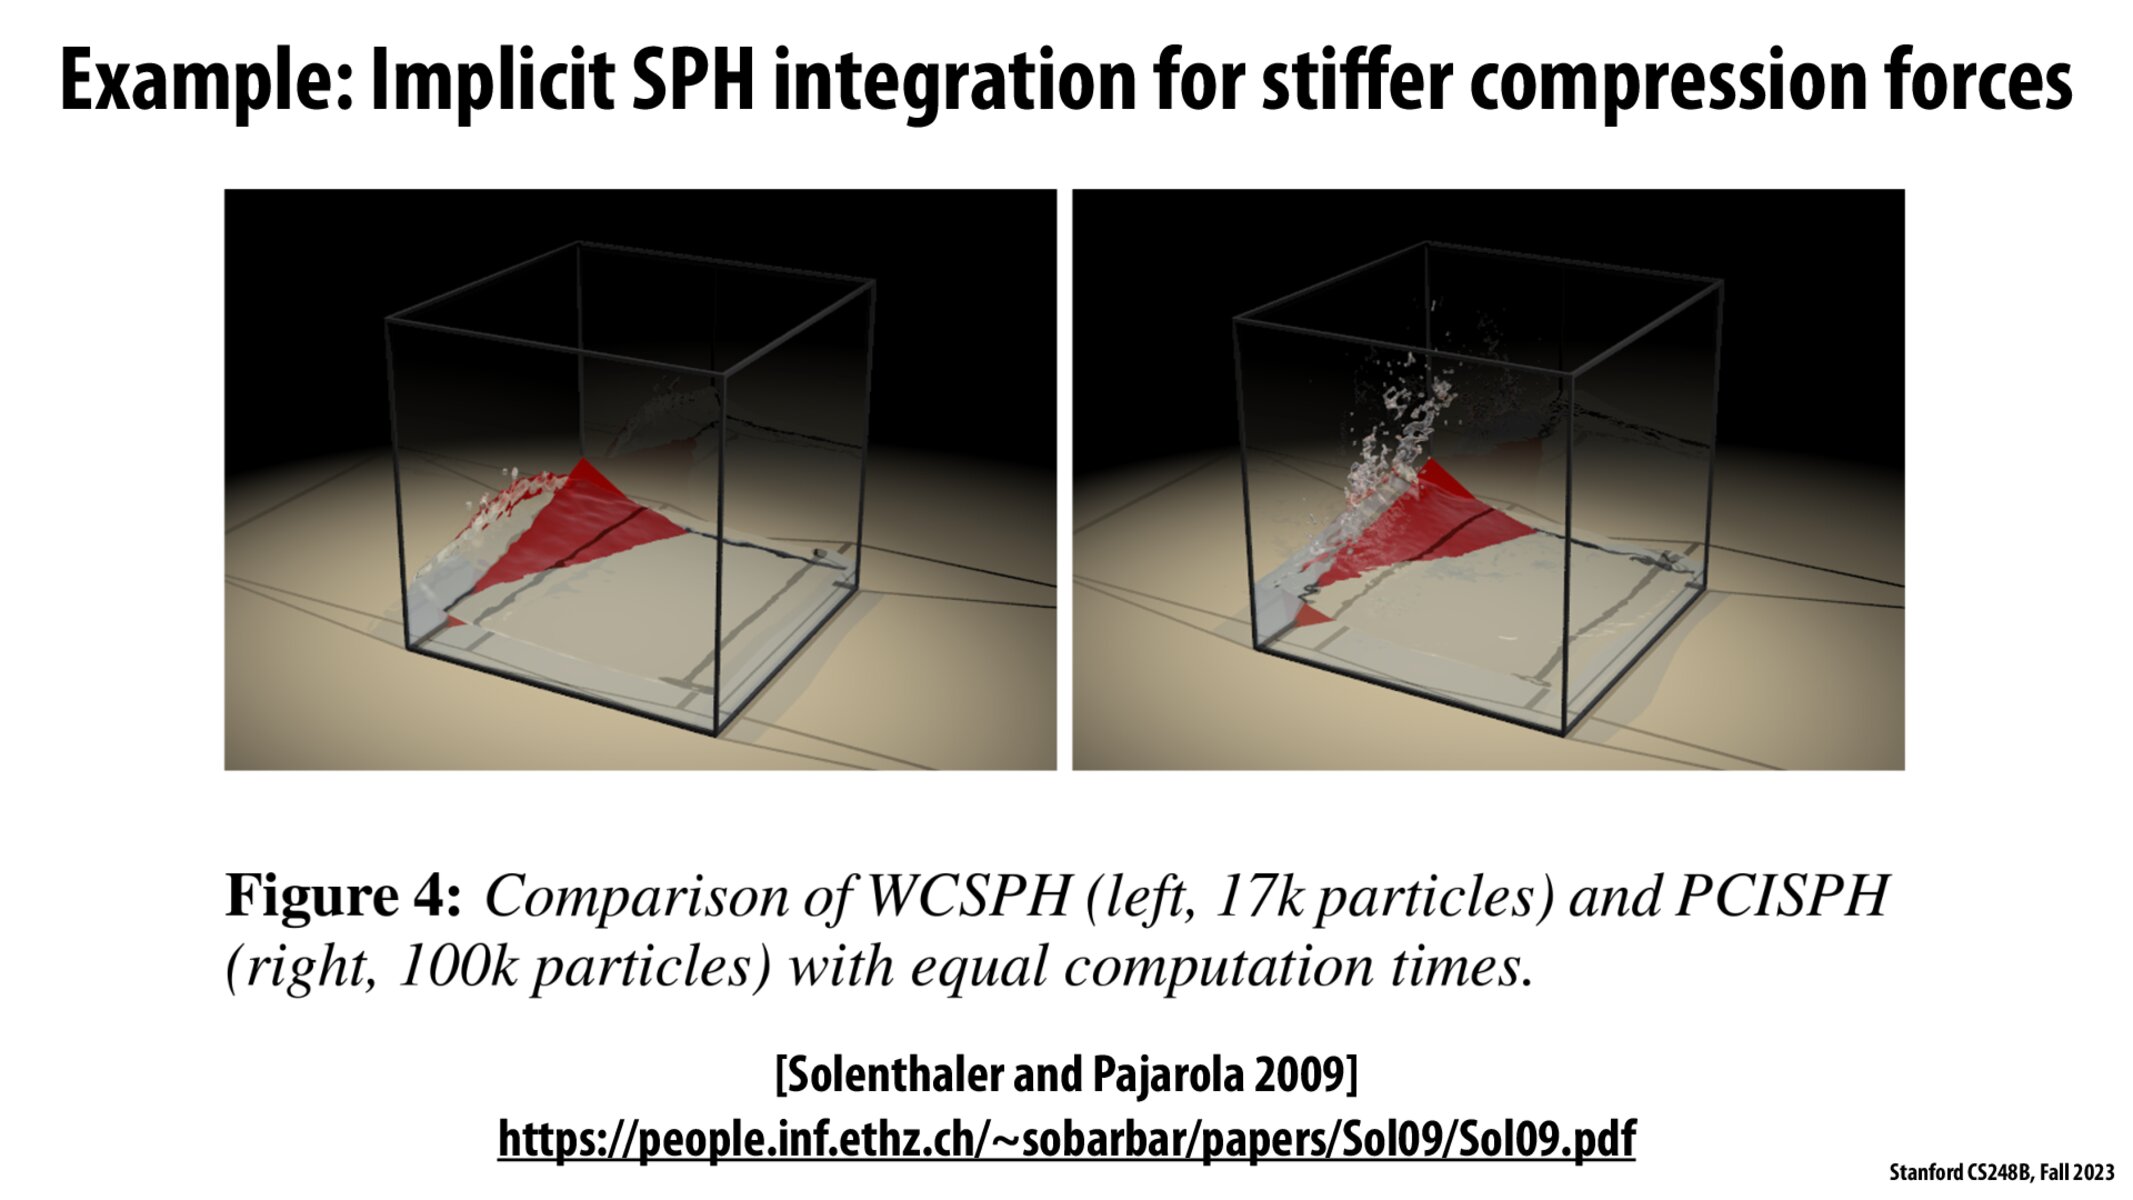 Example: Implicit SPH integration for stiffer compression forces
Figure 4: Comparison of WCSPH (left, 17k particles) and PCISPH
(right, 100k particles) with equal computation times.
[Solenthaler and Pajarola 2009]
https://people.inf.ethz.ch/~sobarbar/papers/Sol09/Sol09.pdf
Stanford CS248B, Fall 2023